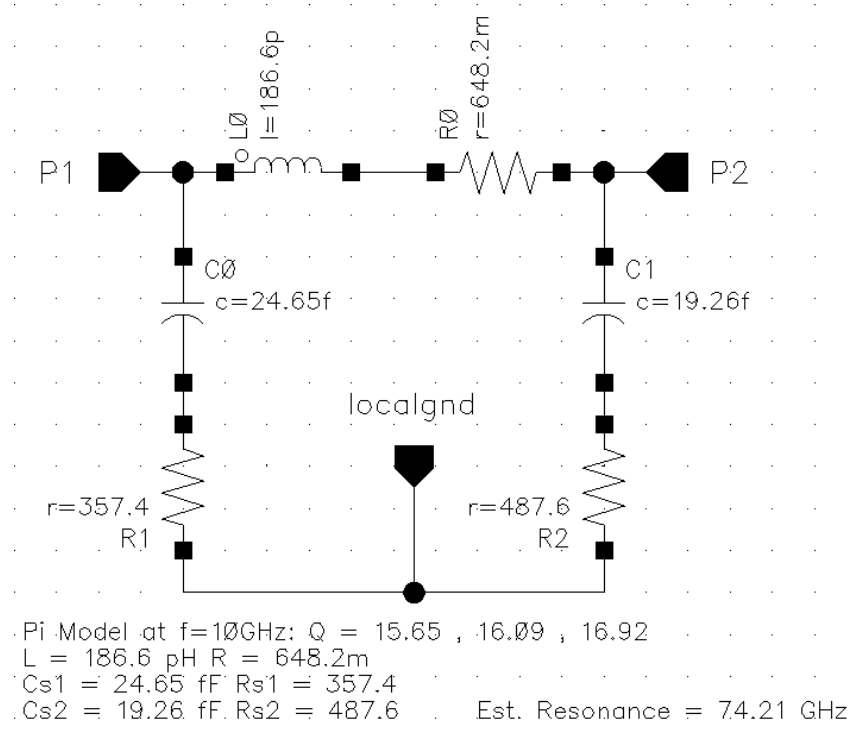 L0
l=186.6p
R0
r=648.2m
P1
P2
C0
c=24.65f
C1
c=19.26f
localgnd
r=357.4
R1
r=487.6
R2
Pi Model at f=10GHz: Q = 15.65 , 16.09 , 16.92
L = 186.6 pH R = 648.2m
Cs1 = 24.65 fF Rs1 = 357.4
Cs2 = 19.26 fF Rs2 = 487.6 Est. Resonance = 74.21 GHz